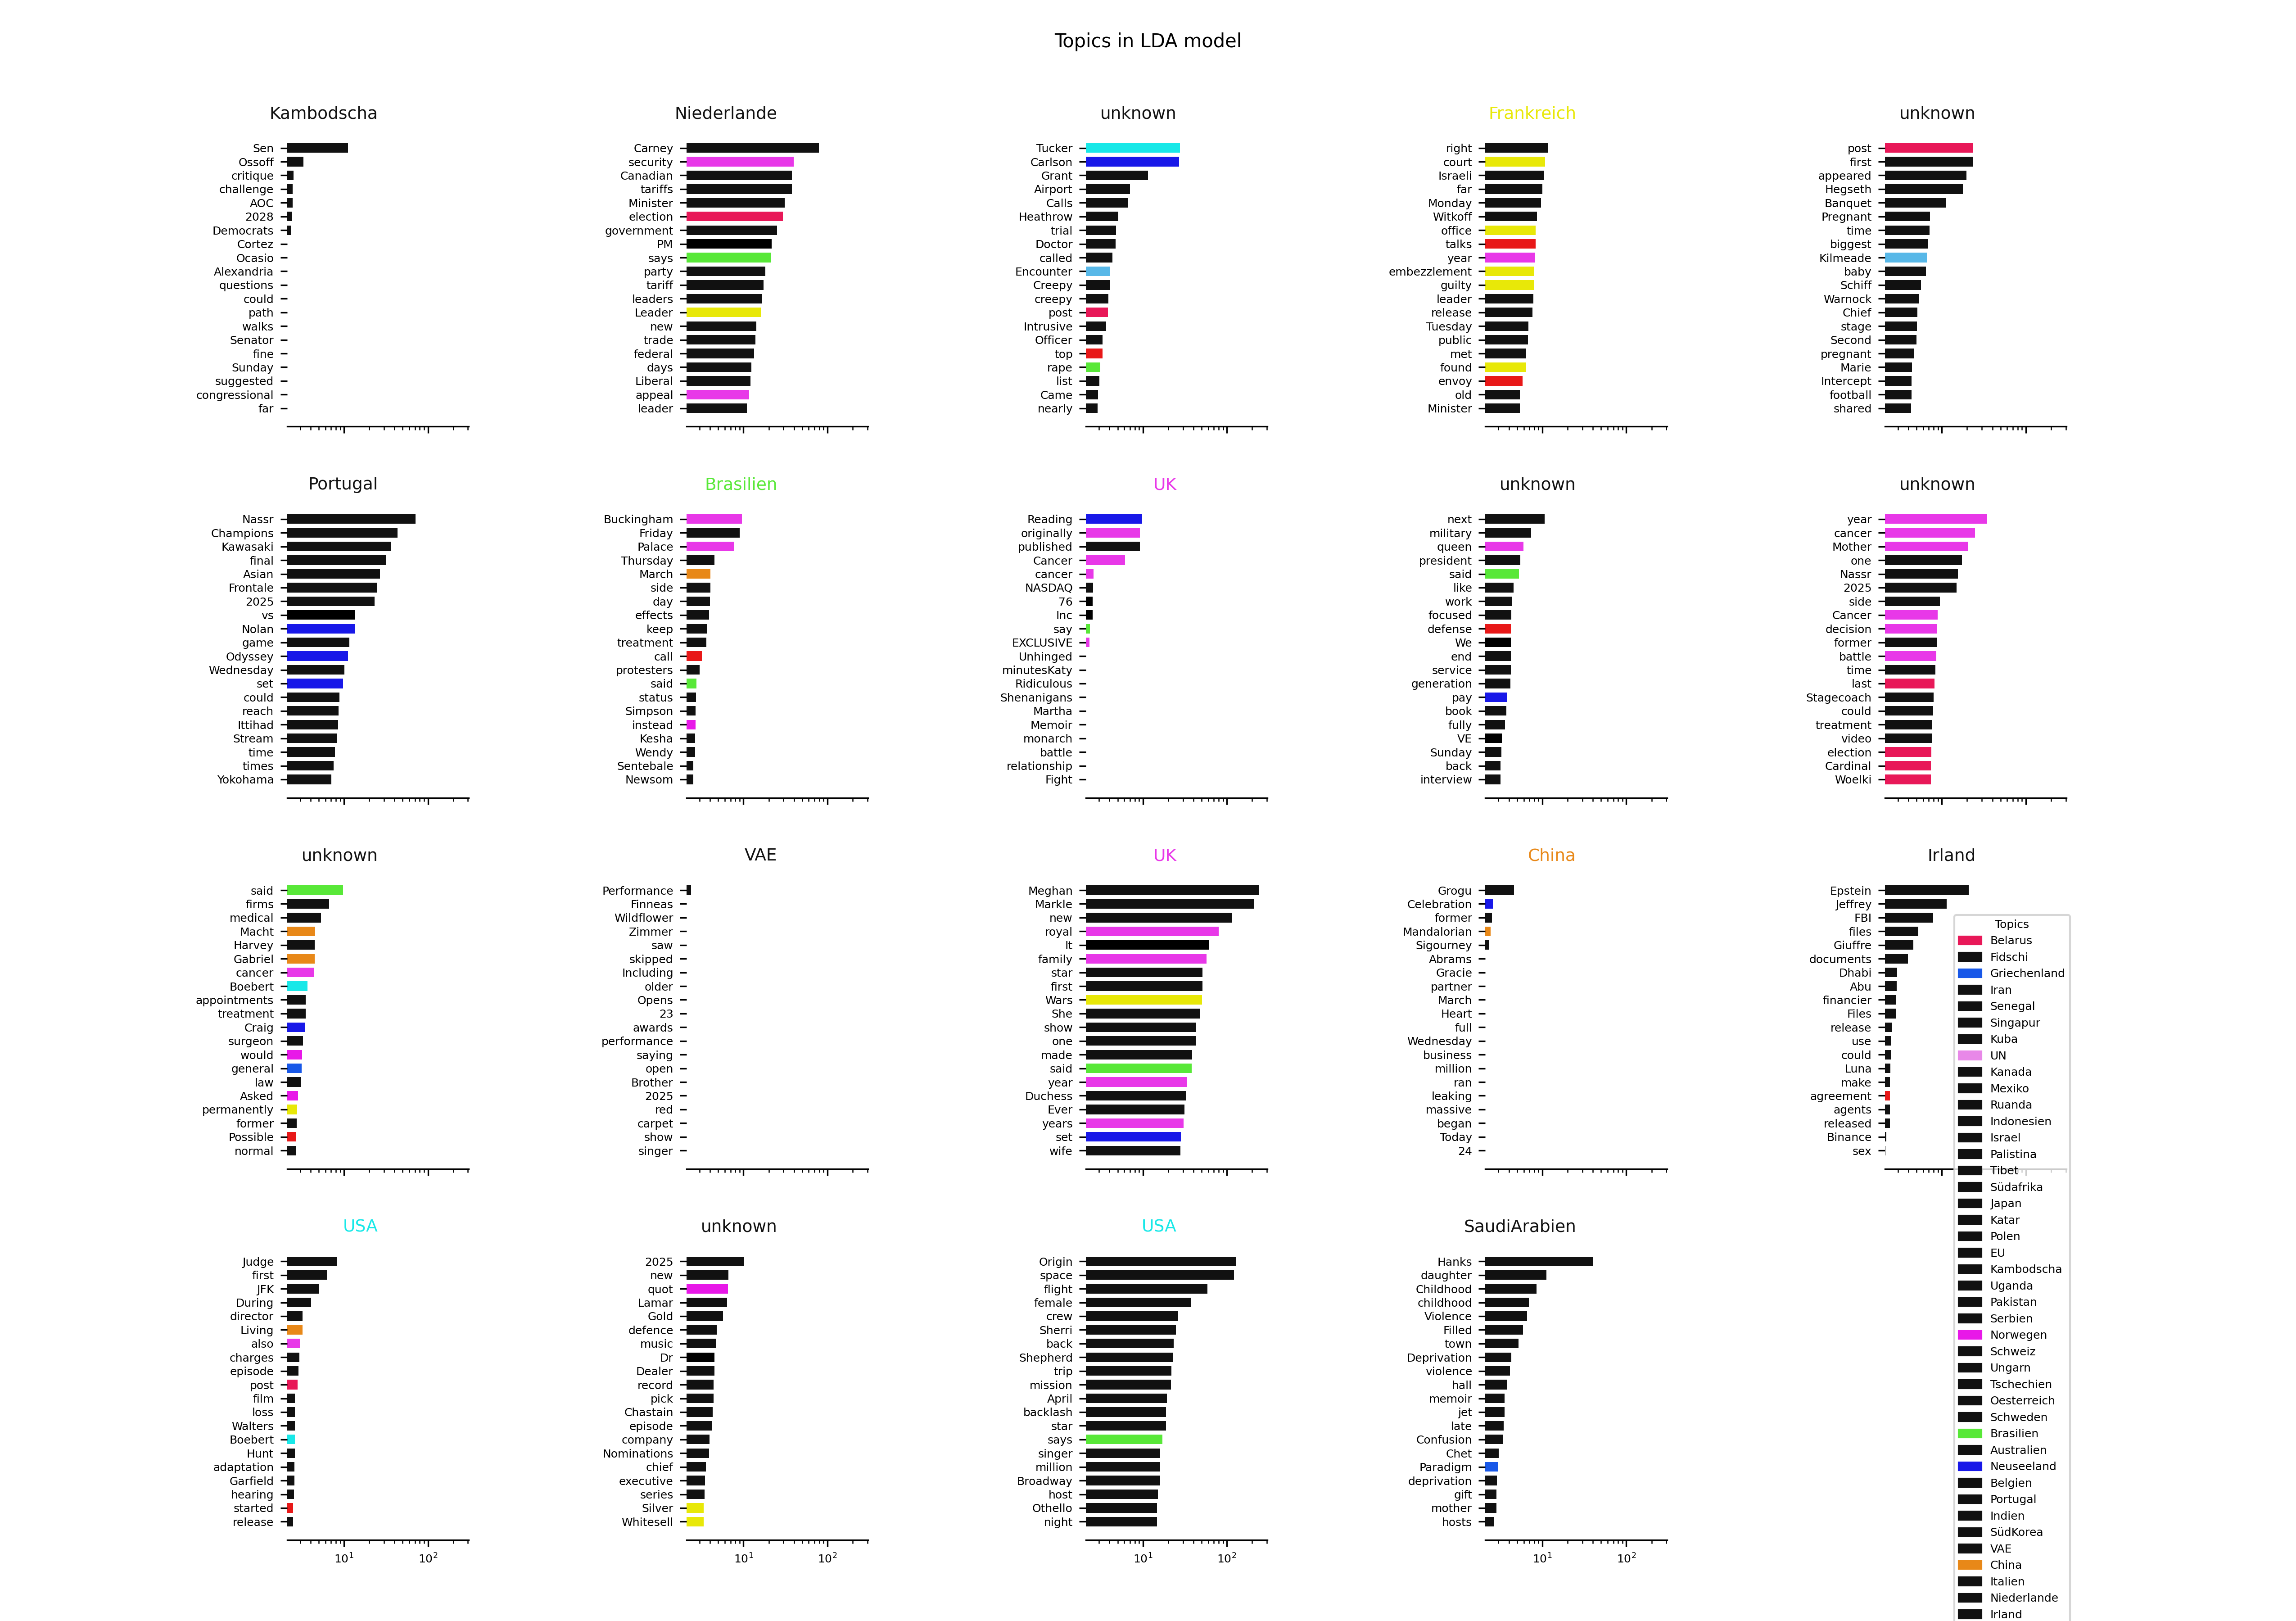 Topics in LDA model
Kambodscha
Sen
Ossoff
critique
challenge
AOC
2028
Democrats
Cortez
Ocasio
Alexandria
questions
could
path
walks
Senator
fine
Sunday
suggested
congressional
far
Niederlande
Carney
security
Canadian
tariffs
Minister
election
government
PM
says
party
tariff
leaders
Leader
new
trade
federal
days
Liberal
appeal
leader
unknown
Tucker
Carlson
Grant
Airport
Calls
Heathrow
trial
Doctor
called
Encounter
Creepy
creepy
post
Intrusive
Officer
top
rape
list
Came
nearly
Frankreich
right
court
Israeli
far
Monday
Witkoff
office
talks
year
embezzlement
guilty
leader
release
Tuesday
public
met
found
envoy
old
Minister
unknown
post
first
appeared
Hegseth
Banquet
Pregnant
time
biggest
Kilmeade
baby
Schiff
Warnock
Chief
stage
Second
pregnant
Marie
Intercept
football
shared
Portugal
Nassr
Champions
Kawasaki
final
Asian
Frontale
2025
vs
Nolan
game
Odyssey
Wednesday
set
could
reach
Ittihad
Stream
time
times
Yokohama
Brasilien
Buckingham
Friday
Palace
Thursday
March
side
day
effects
keep
treatment
call
protesters
said
status
Simpson
instead
Kesha
Wendy
Sentebale
Newsom
UK
Reading
originally
published
Cancer
cancer
NASDAQ
76
Inc
say
EXCLUSIVE
Unhinged
minutesKaty
Ridiculous
Shenanigans
Martha
Memoir
monarch
battle
relationship
Fight
unknown
next
military
queen
president
said
like
work
focused
defense
We
end
service
generation
pay
book
fully
VE
Sunday
back
interview
unknown
year
cancer
Mother
one
Nassr
2025
side
Cancer
decision
former
battle
time
last
Stagecoach
could
treatment
video
election
Cardinal
Woelki
unknown
said
firms
medical
Macht
Harvey
Gabriel
cancer
Boebert
appointments
treatment
Craig
surgeon
would
general
law
Asked
permanently
former
Possible
normal
VAE
Performance
Finneas
Wildflower
Zimmer
saw
skipped
Including
older
Opens
23
awards
performance
saying
open
Brother
2025
red
carpet
show
singer
UK
Meghan
Markle
new
royal
It
family
star
first
Wars
She
show
one
made
said
year
Duchess
Ever
years
set
wife
China
Grogu
Celebration
former
Mandalorian
Sigourney
Abrams
Gracie
partner
March
Heart
full
Wednesday
business
million
ran
leaking
massive
began
Today
24
Irland
Epstein
Jeffrey
FBI
files
Giuffre
documents
Dhabi
Abu
financier
Files
release
use
could
Luna
make
agreement
agents
released
Binance
sex
USA
Judge
first
JFK
During
director
Living
also
charges
episode
post
film
loss
Walters
Boebert
Hunt
adaptation
Garfield
hearing
started
release
10¹ 10²
unknown
2025
new
quot
Lamar
Gold
defence
music
Dr
Dealer
record
pick
Chastain
episode
company
Nominations
chief
executive
series
Silver
Whitesell
10¹ 10²
USA
Origin
space
flight
female
crew
Sherri
back
Shepherd
trip
mission
April
backlash
star
says
singer
million
Broadway
host
Othello
night
10¹ 10²
SaudiArabien
Hanks
daughter
Childhood
childhood
Violence
Filled
town
Deprivation
violence
hall
memoir
jet
late
Confusion
Chet
Paradigm
deprivation
gift
mother
hosts
10¹ 10²
Topics
Belarus
Fidschi
Griechenland
Iran
Senegal
Singapur
Kuba
UN
Kanada
Mexiko
Ruanda
Indonesien
Israel
Palistina
Tibet
Südafrika
Japan
Katar
Polen
EU
Kambodscha
Uganda
Pakistan
Serbien
Norwegen
Schweiz
Ungarn
Tschechien
Oesterreich
Schweden
Brasilien
Australien
Neuseeland
Belgien
Portugal
Indien
SüdKorea
VAE
China
Italien
Niederlande
Irland